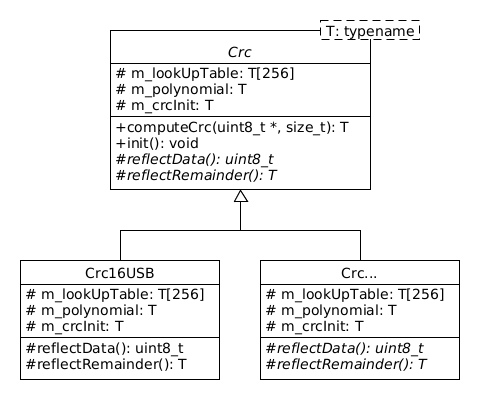 T: typename
Crc
# m_lookUpTable: T[256]
# m_polynomial: T
# m_crcInit: T
+computeCrc(uint8_t *, size_t): T
+init(): void
#reflectData(): uint8_t
#reflectRemainder(): T
Crc16USB
# m_lookUpTable: T[256]
# m_polynomial: T
# m_crcInit: T
#reflectData(): uint8_t
#reflectRemainder(): T
Crc...
# m_lookUpTable: T[256]
# m_polynomial: T
# m_crcInit: T
#reflectData(): uint8_t
#reflectRemainder(): T